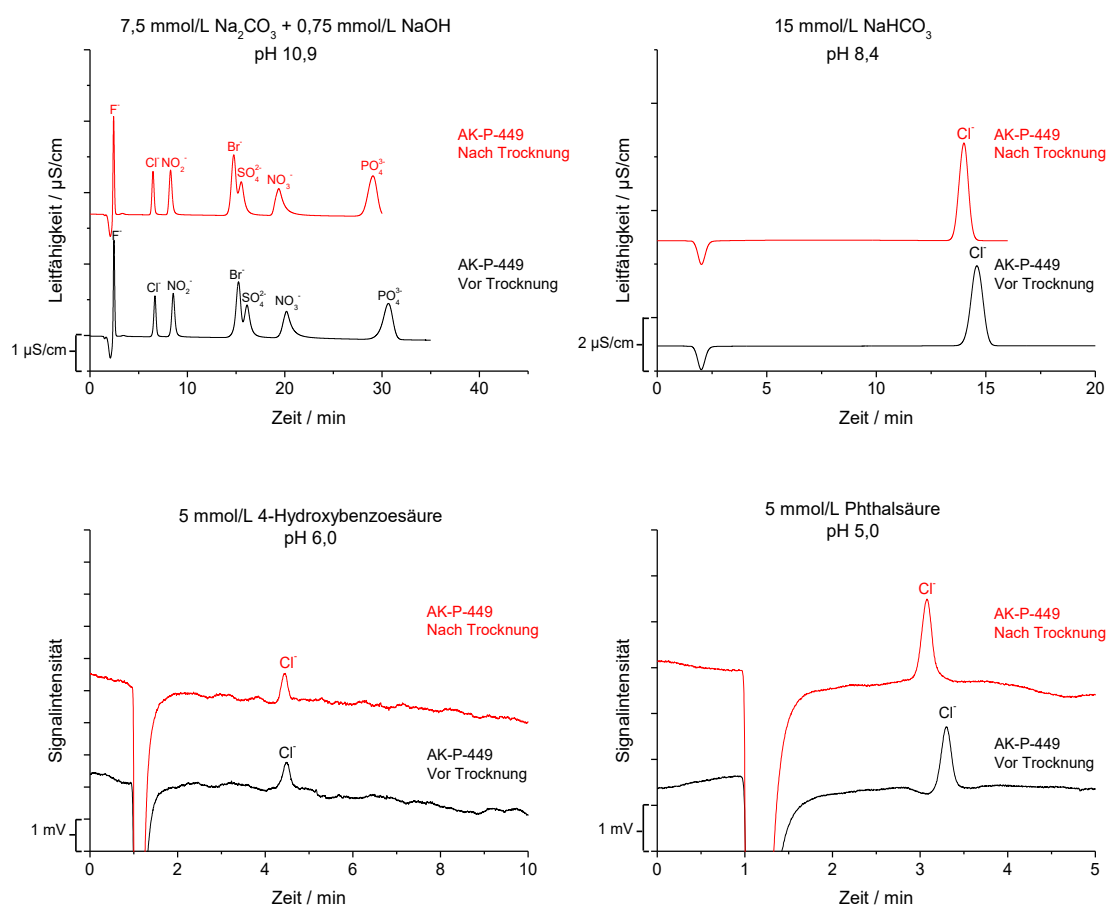 7,5 mmol/L Na₂CO₃ + 0,75 mmol/L NaOH
pH 10,9
Leitfähigkeit / µS/cm
F⁻
Cl⁻ NO₂⁻
Br⁻
SO₄²⁻
NO₃⁻
PO₄³⁻
AK-P-449
Nach Trocknung
F⁻
Cl⁻
NO₂⁻
Br⁻
SO₄²⁻
NO₃⁻
PO₄³⁻
AK-P-449
Vor Trocknung
1 µS/cm
0 10 20 30 40
Zeit / min
15 mmol/L NaHCO₃
pH 8,4
Leitfähigkeit / µS/cm
Cl⁻
AK-P-449
Nach Trocknung
Cl⁻
AK-P-449
Vor Trocknung
2 µS/cm
0 5 10 15 20
Zeit / min
5 mmol/L 4-Hydroxybenzoesäure
pH 6,0
Signalintensität
AK-P-449
Nach Trocknung
Cl⁻
AK-P-449
Vor Trocknung
Cl⁻
1 mV
0 2 4 6 8 10
Zeit / min
5 mmol/L Phthalsäure
pH 5,0
Signalintensität
Cl⁻
AK-P-449
Nach Trocknung
Cl⁻
AK-P-449
Vor Trocknung
1 mV
0 1 2 3 4 5
Zeit / min